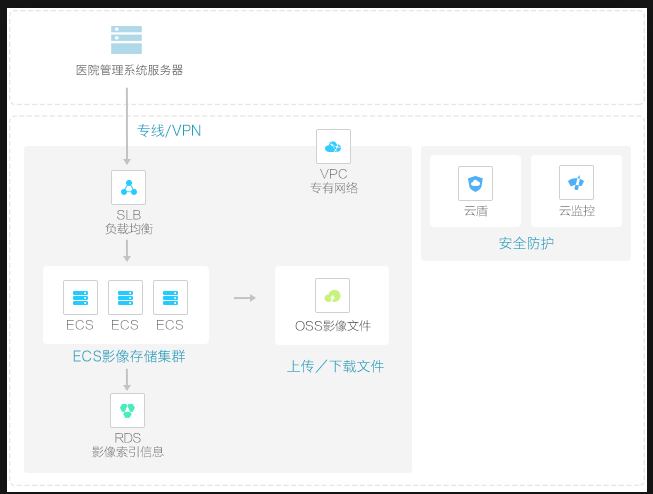 医院管理系统服务器
专线/VPN
VPC
专有网络
SLB
负载均衡
云盾
云监控
安全防护
ECS
ECS
ECS
ECS影像存储集群
OSS影像文件
上传／下载文件
RDS
影像索引信息